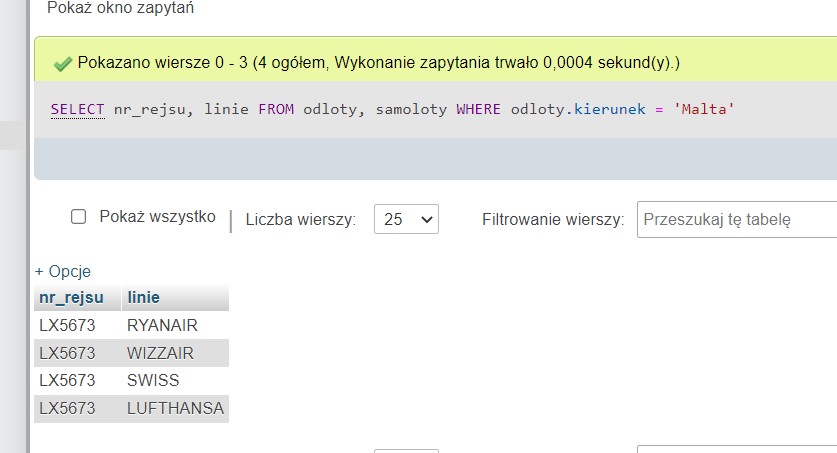 Pokaż okno zapytań
Pokazano wiersze 0 - 3 (4 ogółem, Wykonanie zapytania trwało 0,0004 sekund(y).)
SELECT nr_rejsu, linie FROM odloty, samoloty WHERE odloty.kierunek = 'Malta'
Pokaż wszystko | Liczba wierszy: 25 Filtrowanie wierszy: Przeszukaj tę tabelę
+ Opcje
nr_rejsu linie
LX5673 RYANAIR
LX5673 WIZZAIR
LX5673 SWISS
LX5673 LUFTHANSA